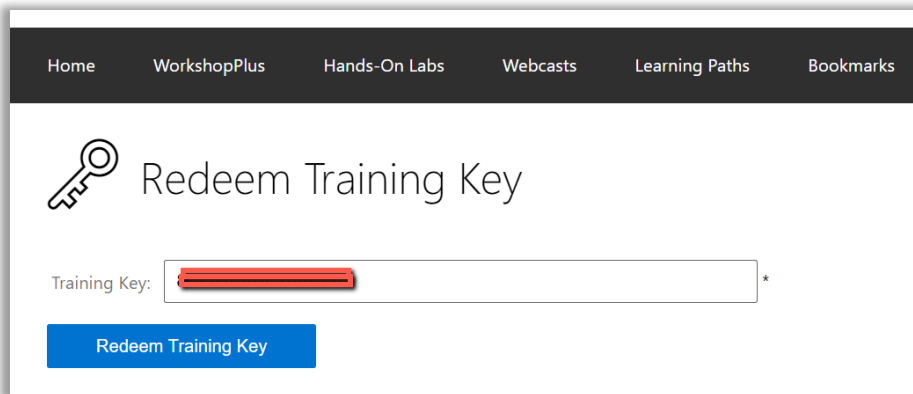 Home WorkshopPlus Hands-On Labs Webcasts Learning Paths Bookmarks
Redeem Training Key
Training Key: *
Redeem Training Key